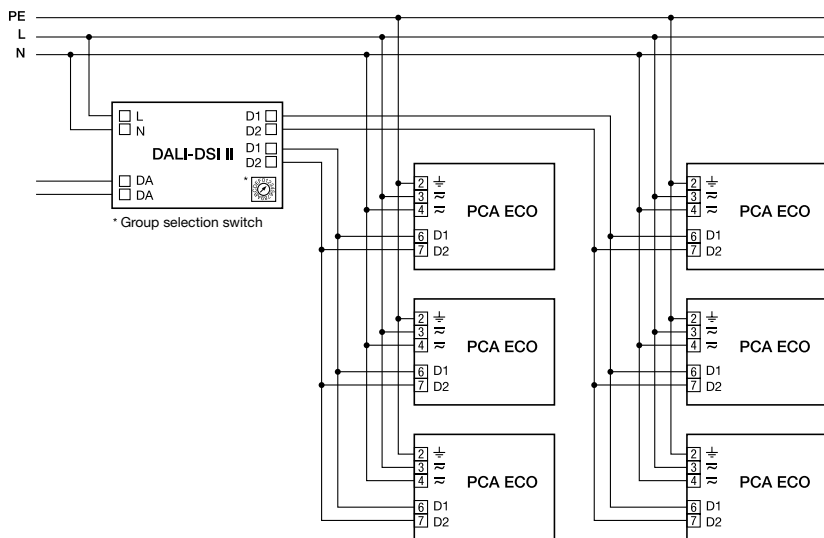 PE
L
N
L
N
DALI-DSI II
D1
D2
D1
D2
DA
DA
*
* Group selection switch
2
3
4
PCA ECO
6 D1
7 D2
2
3
4
PCA ECO
6 D1
7 D2
2
3
4
PCA ECO
6 D1
7 D2
2
3
4
PCA ECO
6 D1
7 D2
2
3
4
PCA ECO
6 D1
7 D2
2
3
4
PCA ECO
6 D1
7 D2